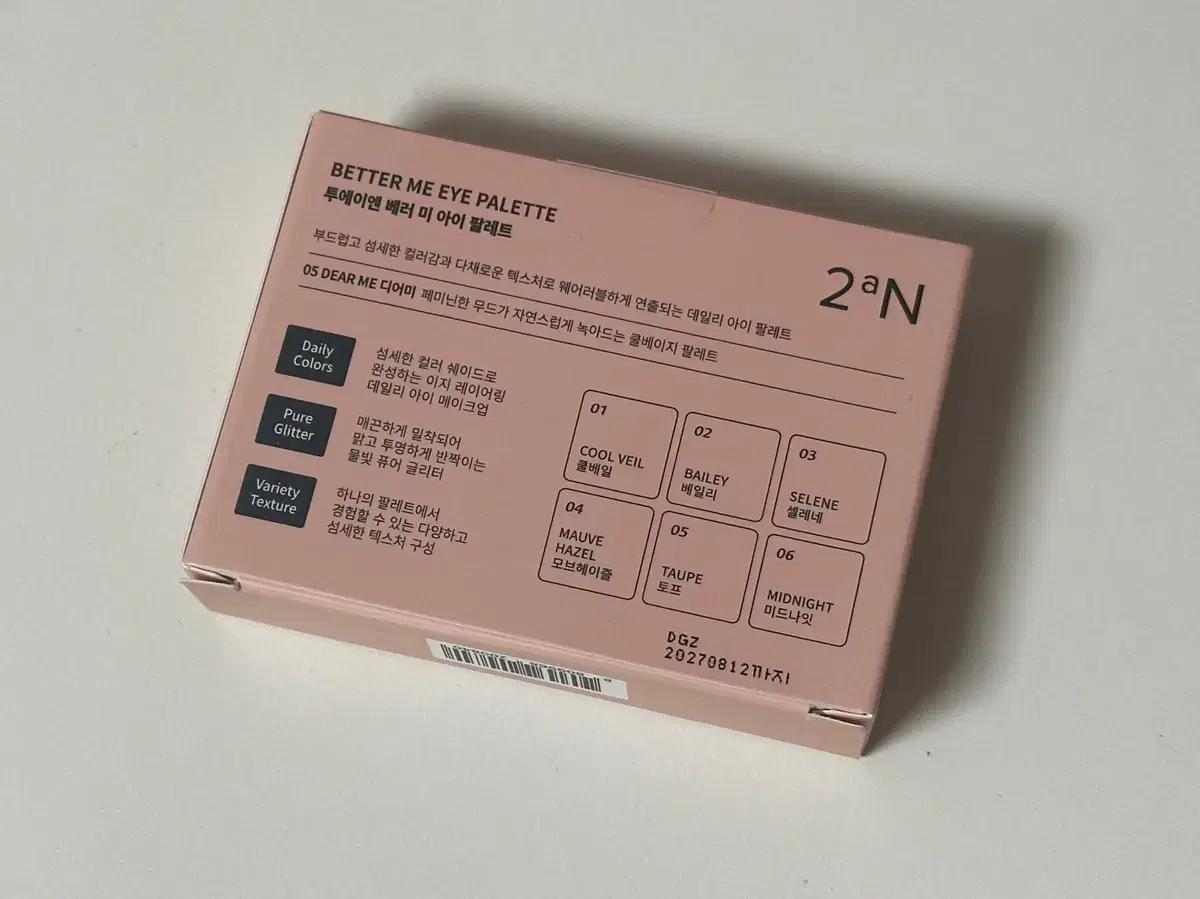 BETTER ME EYE PALETTE
투에이엔 베러 미 아이 팔레트
2aN
부드럽고 섬세한 컬러감과 다채로운 텍스처로 웨어러블하게 연출되는 데일리 아이 팔레트
05 DEAR ME 디어미 페미닌한 무드가 자연스럽게 녹아드는 쿨베이지 팔레트
Daily
Colors
섬세한 컬러 쉐이드로
완성하는 이지 레이어링
데일리 아이 메이크업
Pure
Glitter
매끈하게 밀착되어
맑고 투명하게 반짝이는
물빛 퓨어 글리터
Variety
Texture
하나의 팔레트에서
경험할 수 있는 다양하고
섬세한 텍스처 구성
01
COOL VEIL
쿨베일
02
BAILEY
베일리
03
SELENE
셀레네
04
MAUVE
HAZEL
모브헤이즐
05
TAUPE
토프
06
MIDNIGHT
미드나잇
DGZ
20270812까지